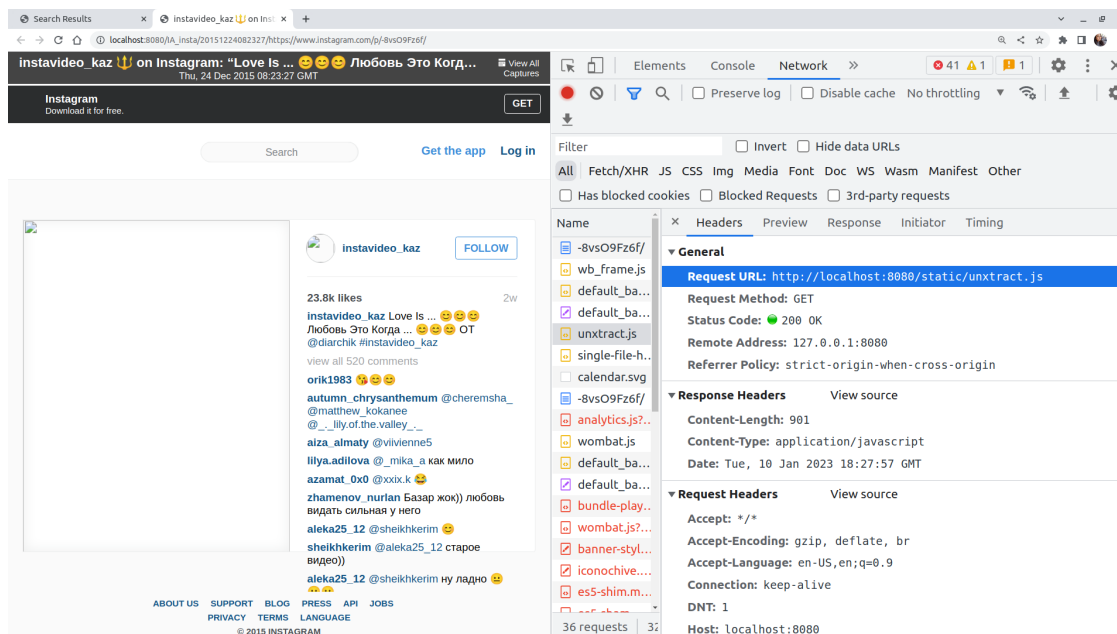 Search Results
instavideo_kaz 🔱 on Inst
localhost:8080/IA_insta/20151224082327/https://www.instagram.com/p/-8vsO9Fz6f/
instavideo_kaz 🔱 on Instagram: “Love Is ... 😊😊😊 Любовь Это Когд...
Thu, 24 Dec 2015 08:23:27 GMT
View All
Captures
Instagram
Download it for free.
GET
Search
Get the app
Log in
instavideo_kaz
FOLLOW
23.8k likes
2w
instavideo_kaz Love Is ... 😊😊😊
Любовь Это Когда ... 😊😊😊 ОТ
@diarchik #instavideo_kaz
view all 520 comments
orik1983 😘😊😊
autumn_chrysanthemum @cheremsha_
@matthew_kokanee
@_._lily.of.the.valley_._
aiza_almaty @viivienne5
lilya.adilova @_mika_a как мило
azamat_0x0 @xxix.k 😂
zhamenov_nurlan Базар жок)) любовь
видать сильная у него
aleka25_12 @sheikhkerim 😊
sheikhkerim @aleka25_12 старое
видео))
aleka25_12 @sheikhkerim ну ладно 😐
ABOUT US SUPPORT BLOG PRESS API JOBS
PRIVACY TERMS LANGUAGE
© 2015 INSTAGRAM
Elements Console Network 41 1 1
Preserve log Disable cache No throttling
Filter
Invert Hide data URLs
All Fetch/XHR JS CSS Img Media Font Doc WS Wasm Manifest Other
Has blocked cookies Blocked Requests 3rd-party requests
Name
-8vsO9Fz6f/
wb_frame.js
default_ba...
default_ba...
unxtract.js
single-file-h..
calendar.svg
-8vsO9Fz6f/
analytics.js?..
wombat.js
default_ba...
default_ba...
bundle-play..
wombat.js?...
banner-styl...
iconochive....
es5-shim.m...
36 requests
Headers Preview Response Initiator Timing
General
Request URL: http://localhost:8080/static/unxtract.js
Request Method: GET
Status Code: 200 OK
Remote Address: 127.0.0.1:8080
Referrer Policy: strict-origin-when-cross-origin
Response Headers View source
Content-Length: 901
Content-Type: application/javascript
Date: Tue, 10 Jan 2023 18:27:57 GMT
Request Headers View source
Accept: */*
Accept-Encoding: gzip, deflate, br
Accept-Language: en-US,en;q=0.9
Connection: keep-alive
DNT: 1
Host: localhost:8080